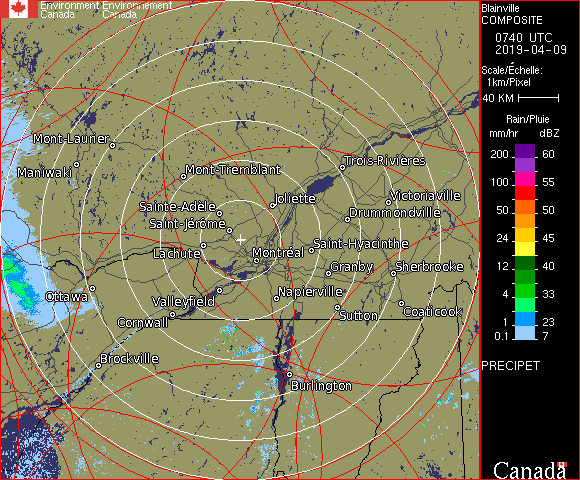 Environment Environnement
Canada Canada
Blainville
COMPOSITE
0740 UTC
2019-04-09
Scale/Échelle:
1km/Pixel
40 KM
Rain/Pluie
mm/hr dBZ
200 60
100 55
50 50
24 45
12 40
4 33
1 23
0.1 7
PRECIPET
Canada
Mont-Laurier
Maniwaki
Mont-Tremblant
Trois-Rivières
Joliette
Victoriaville
Sainte-Adèle
Drummondville
Saint-Jérôme
Lachute
Montréal
Saint-Hyacinthe
Granby
Sherbrooke
Ottawa
Valleyfield
Napierville
Cornwall
Sutton
Coaticook
Brockville
Burlington